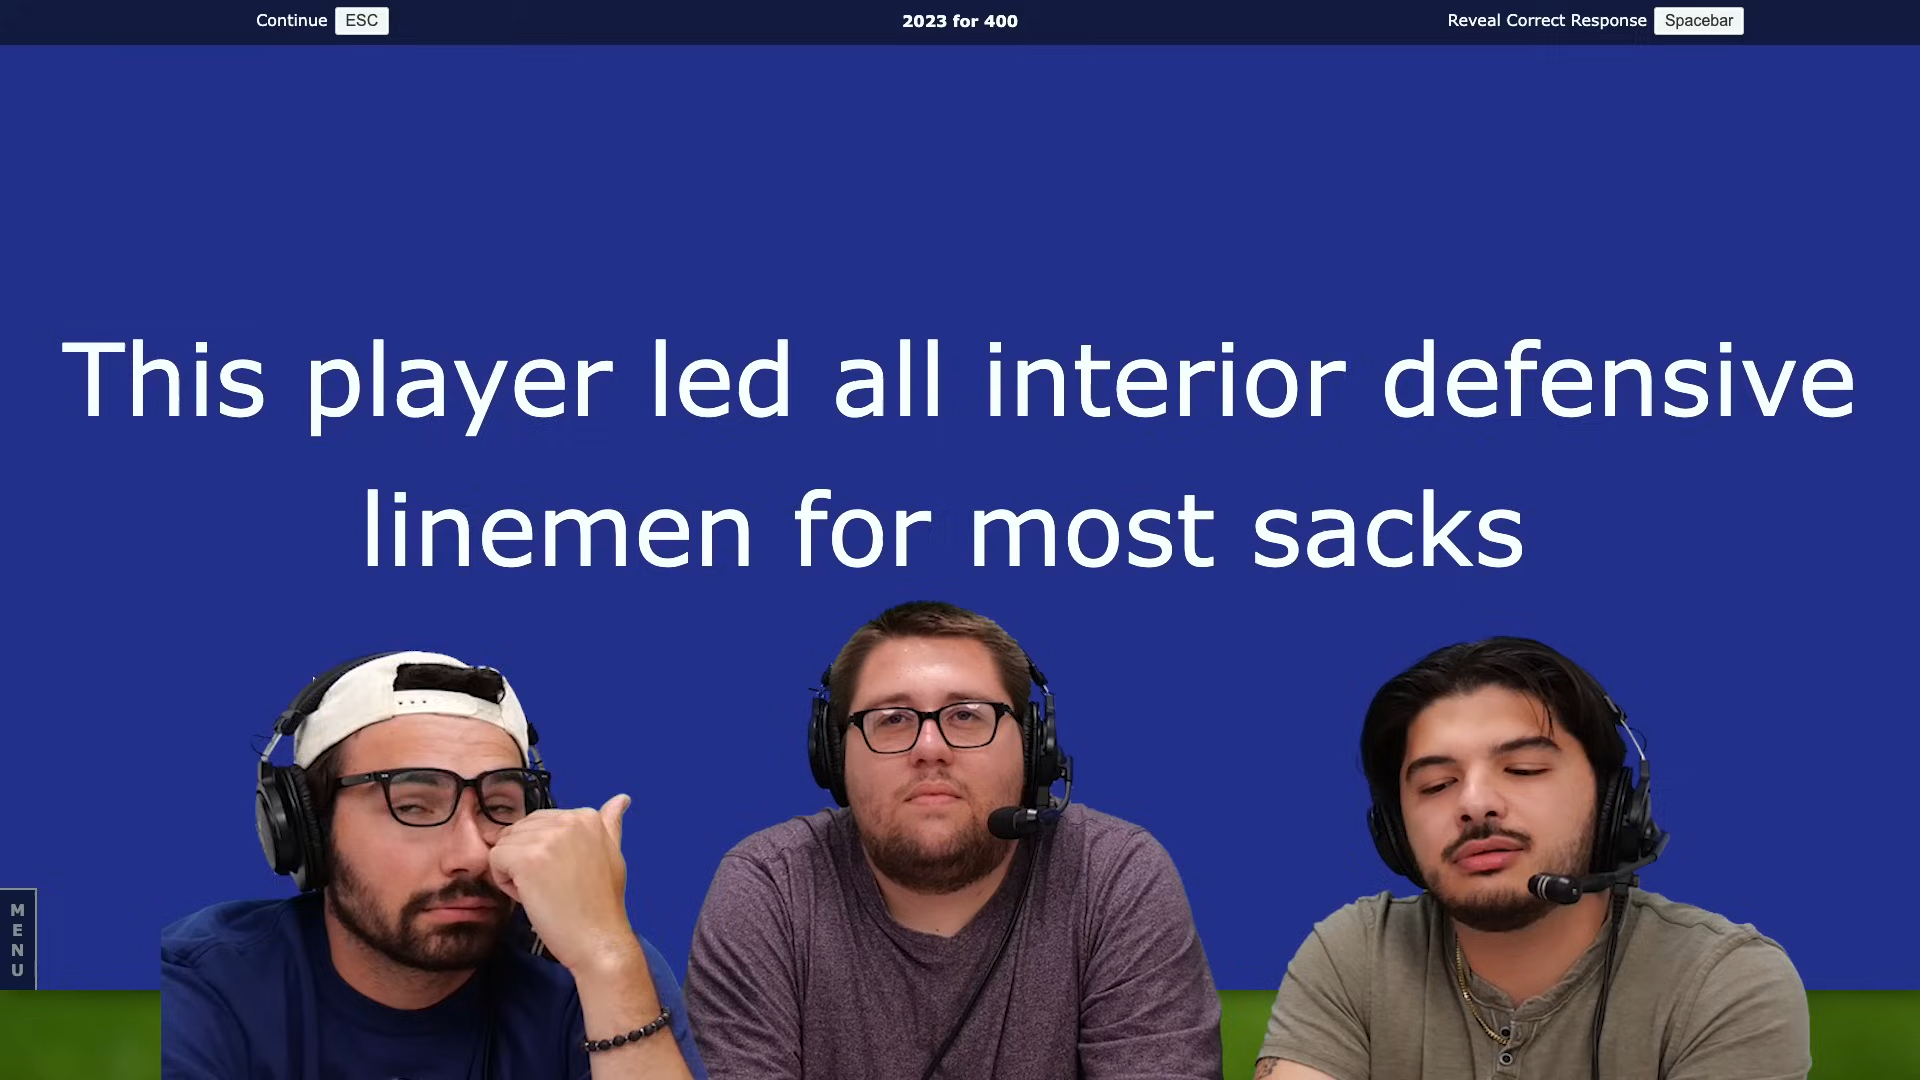 Continue ESC
2023 for 400
Reveal Correct Response Spacebar
This player led all interior defensive
linemen for most sacks
MENU